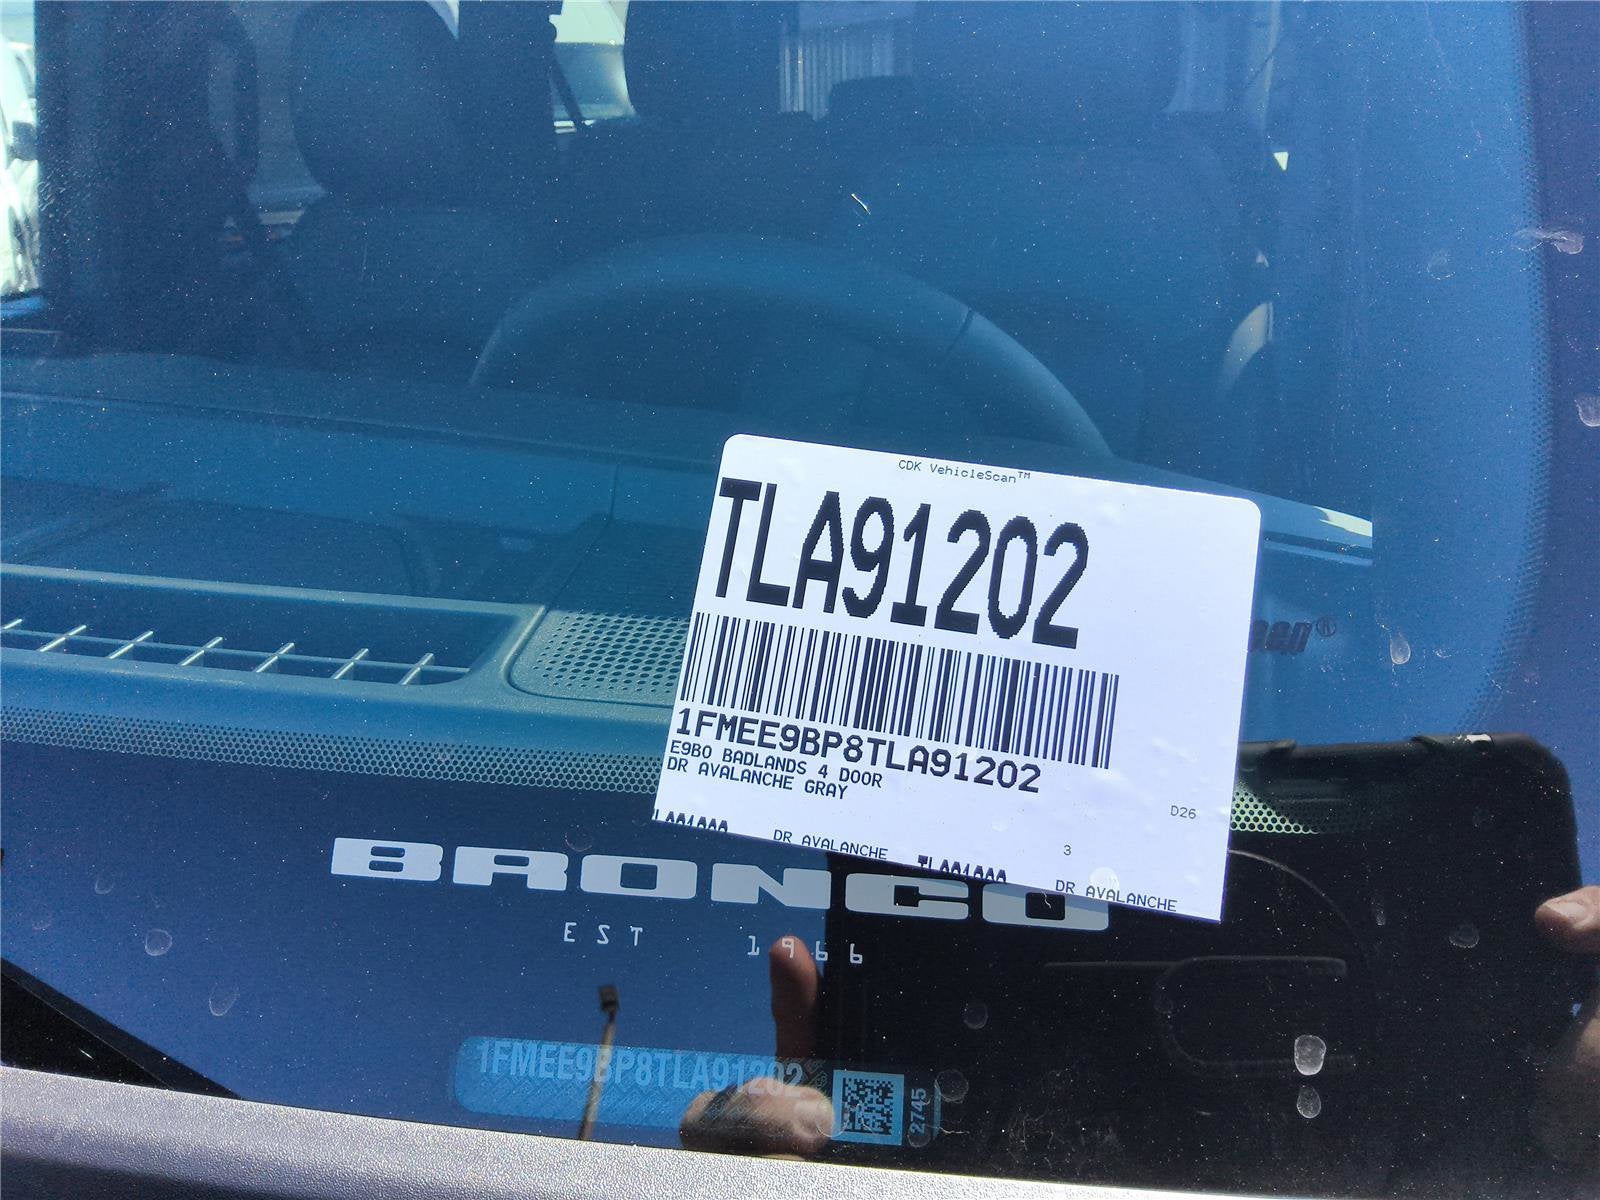 CDK VehicleScan™
TLA91202
1FMEE9BP8TLA91202
E9B0 BADLANDS 4 DOOR
DR AVALANCHE GRAY
D26
3
DR AVALANCHE
DR AVALANCHE
BRONCO
EST 1966
1FMEE9BP8TLA91202
2745